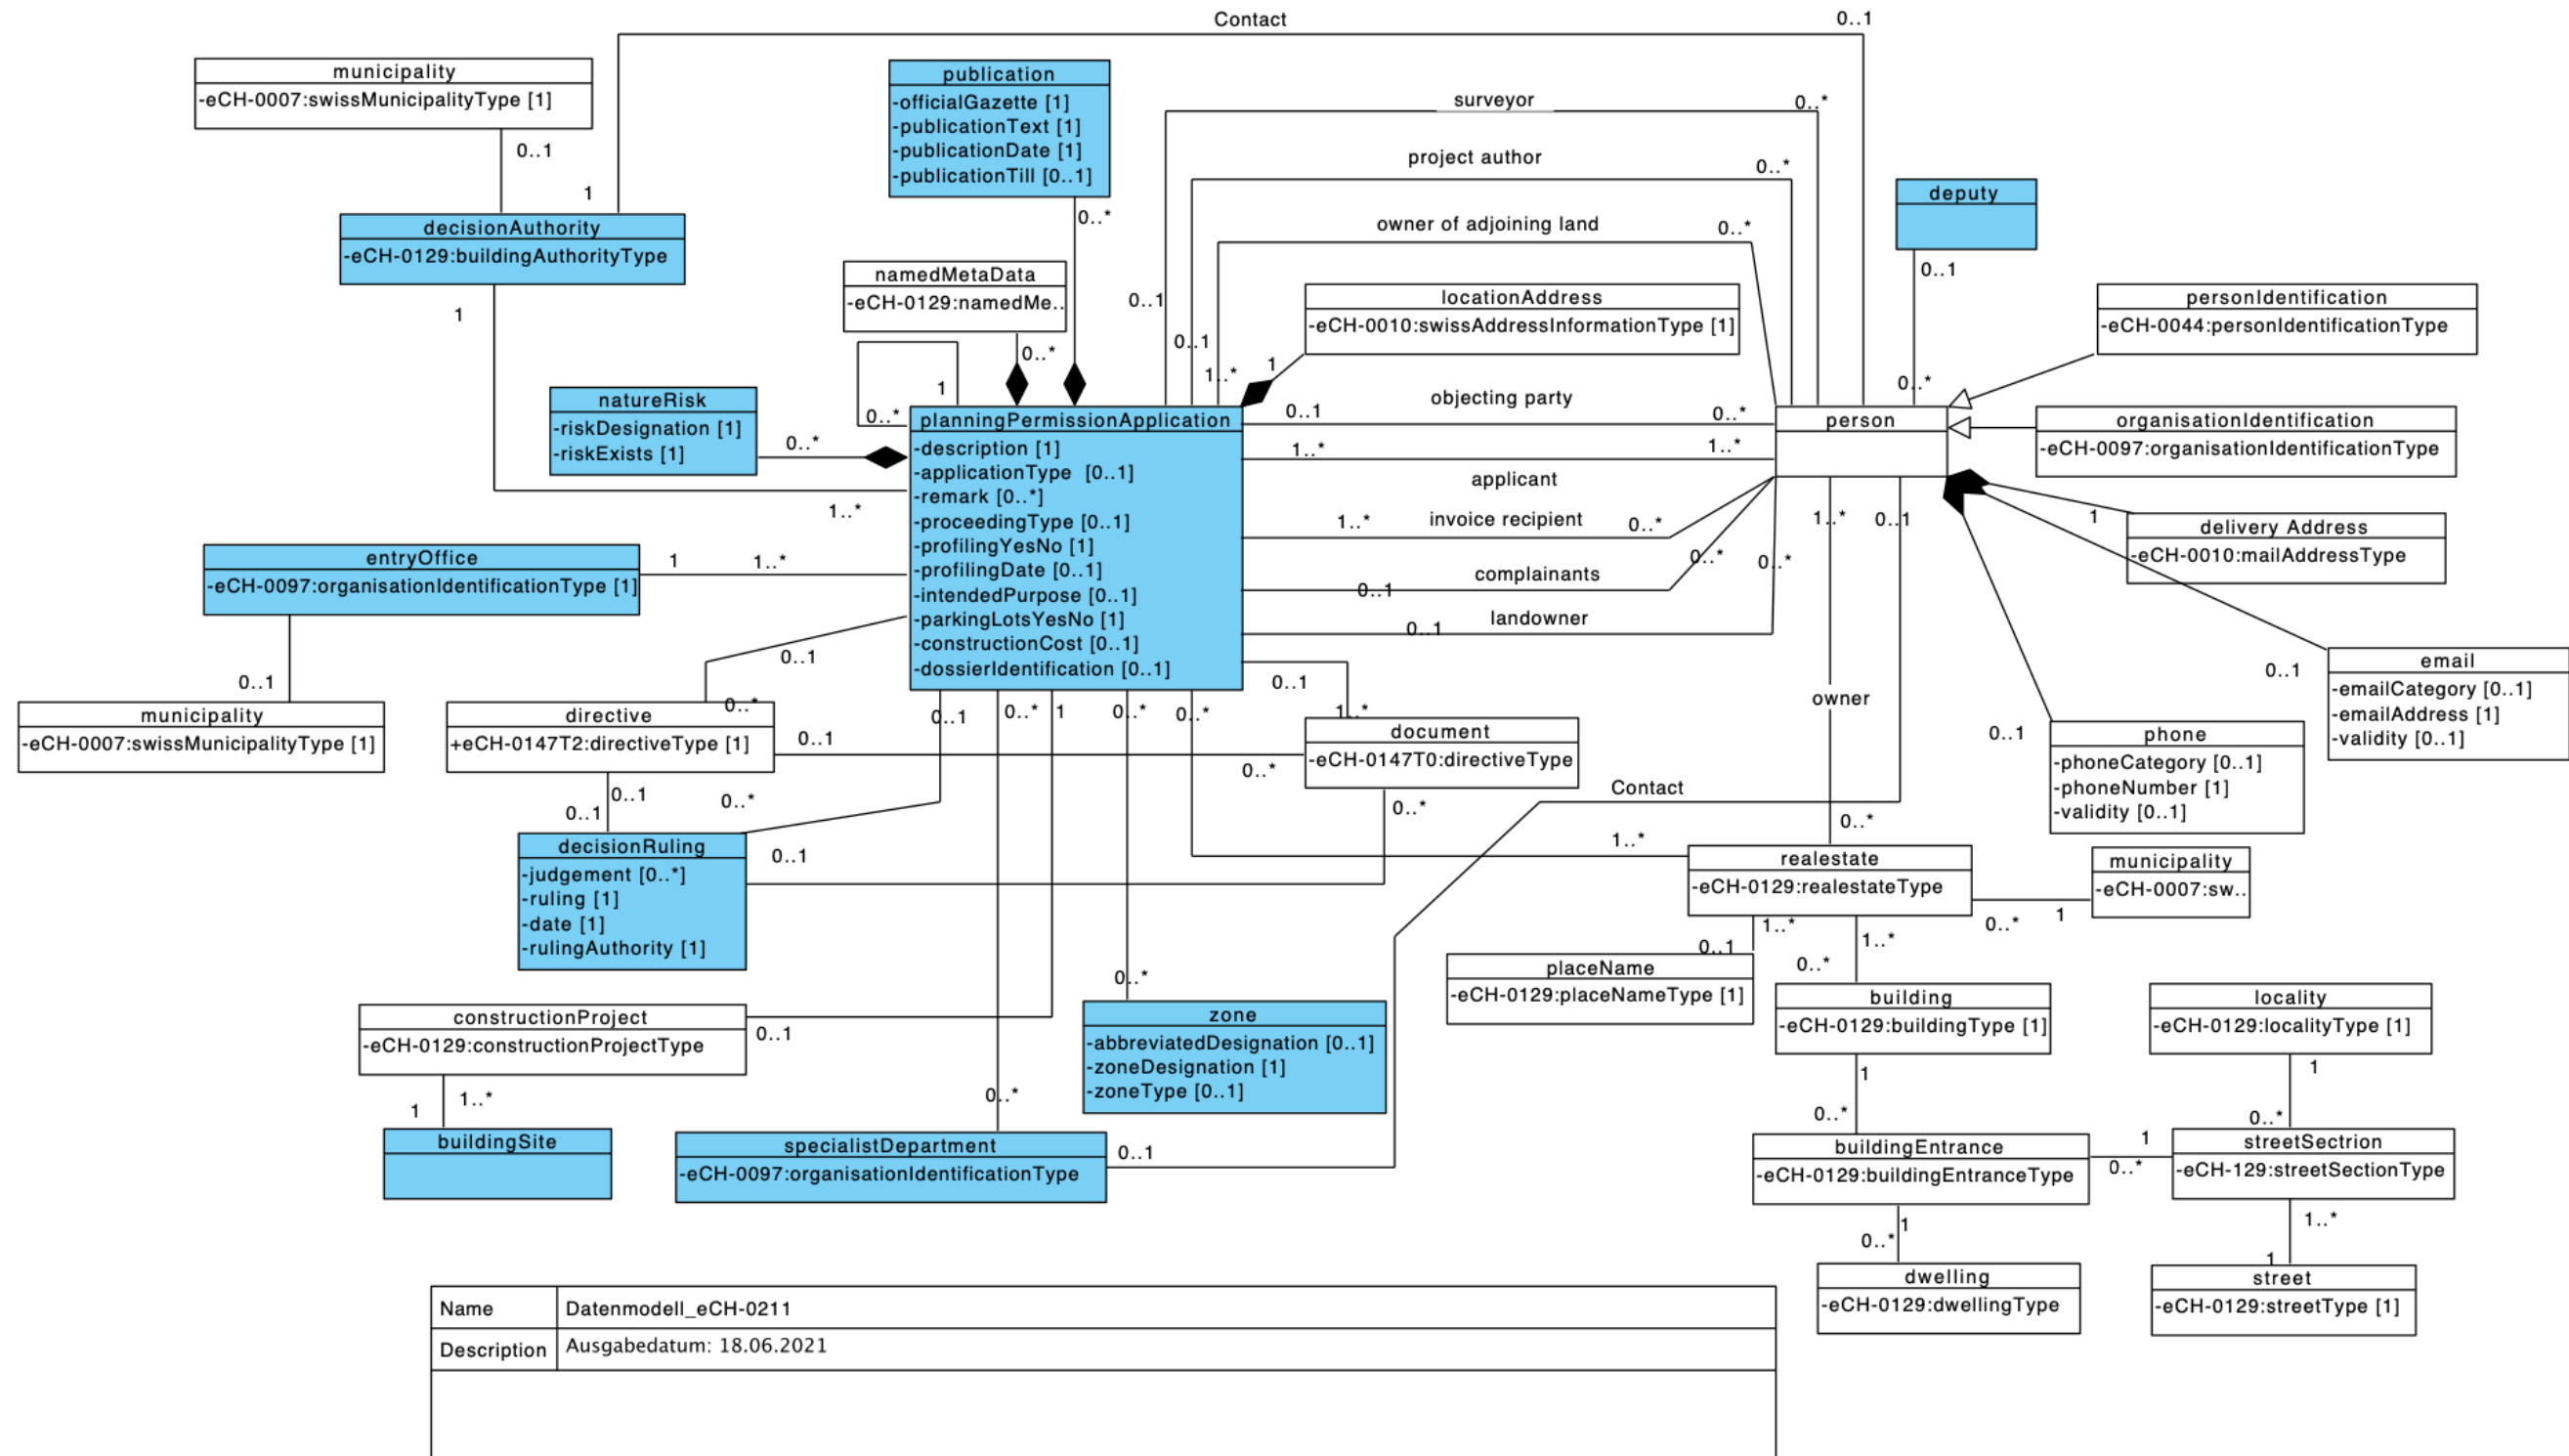 Contact
0..1
municipality
-eCH-0007:swissMunicipalityType [1]
0..1
1
publication
-officialGazette [1]
-publicationText [1]
-publicationDate [1]
-publicationTill [0..1]
0..*
surveyor
0..*
project author
0..*
owner of adjoining land
0..*
deputy
0..1
0..*
decisionAuthority
-eCH-0129:buildingAuthorityType
1
namedMetaData
-eCH-0129:namedMe..
0..*
0..1
0..1
1..*
locationAddress
-eCH-0010:swissAddressInformationType [1]
1
personIdentification
-eCH-0044:personIdentificationType
natureRisk
-riskDesignation [1]
-riskExists [1]
0..*
1
0..*
planningPermissionApplication
-description [1]
-applicationType  [0..1]
-remark [0..*]
-proceedingType [0..1]
-profilingYesNo [1]
-profilingDate [0..1]
-intendedPurpose [0..1]
-parkingLotsYesNo [1]
-constructionCost [0..1]
-dossierIdentification [0..1]
objecting party
0..1
0..*
1..*
1..*
applicant
1..*
invoice recipient
0..*
complainants
0..1
0..*
landowner
0..1
0..*
person
organisationIdentification
-eCH-0097:organisationIdentificationType
1..*
0..1
1
delivery Address
-eCH-0010:mailAddressType
1..*
entryOffice
-eCH-0097:organisationIdentificationType [1]
1
1..*
0..1
municipality
-eCH-0007:swissMunicipalityType [1]
0..1
0..*
directive
+eCH-0147T2:directiveType [1]
0..1
0..*
0..1
0..1
0..1
0..*
1
0..*
0..*
0..1
1..*
document
-eCH-0147T0:directiveType
0..*
owner
0..1
email
-emailCategory [0..1]
-emailAddress [1]
-validity [0..1]
0..1
phone
-phoneCategory [0..1]
-phoneNumber [1]
-validity [0..1]
Contact
0..*
0..*
decisionRuling
-judgement [0..*]
-ruling [1]
-date [1]
-rulingAuthority [1]
0..1
1..*
realestate
-eCH-0129:realestateType
municipality
-eCH-0007:sw..
0..*
1
1..*
0..1
placeName
-eCH-0129:placeNameType [1]
1..*
0..*
building
-eCH-0129:buildingType [1]
locality
-eCH-0129:localityType [1]
constructionProject
-eCH-0129:constructionProjectType
0..1
0..*
zone
-abbreviatedDesignation [0..1]
-zoneDesignation [1]
-zoneType [0..1]
1
1..*
buildingSite
0..*
specialistDepartment
-eCH-0097:organisationIdentificationType
0..1
1
0..*
buildingEntrance
-eCH-0129:buildingEntranceType
1
0..*
1
0..*
streetSectrion
-eCH-129:streetSectionType
1
0..*
dwelling
-eCH-0129:dwellingType
1..*
1
street
-eCH-0129:streetType [1]
Name
Datenmodell_eCH-0211
Description
Ausgabedatum: 18.06.2021